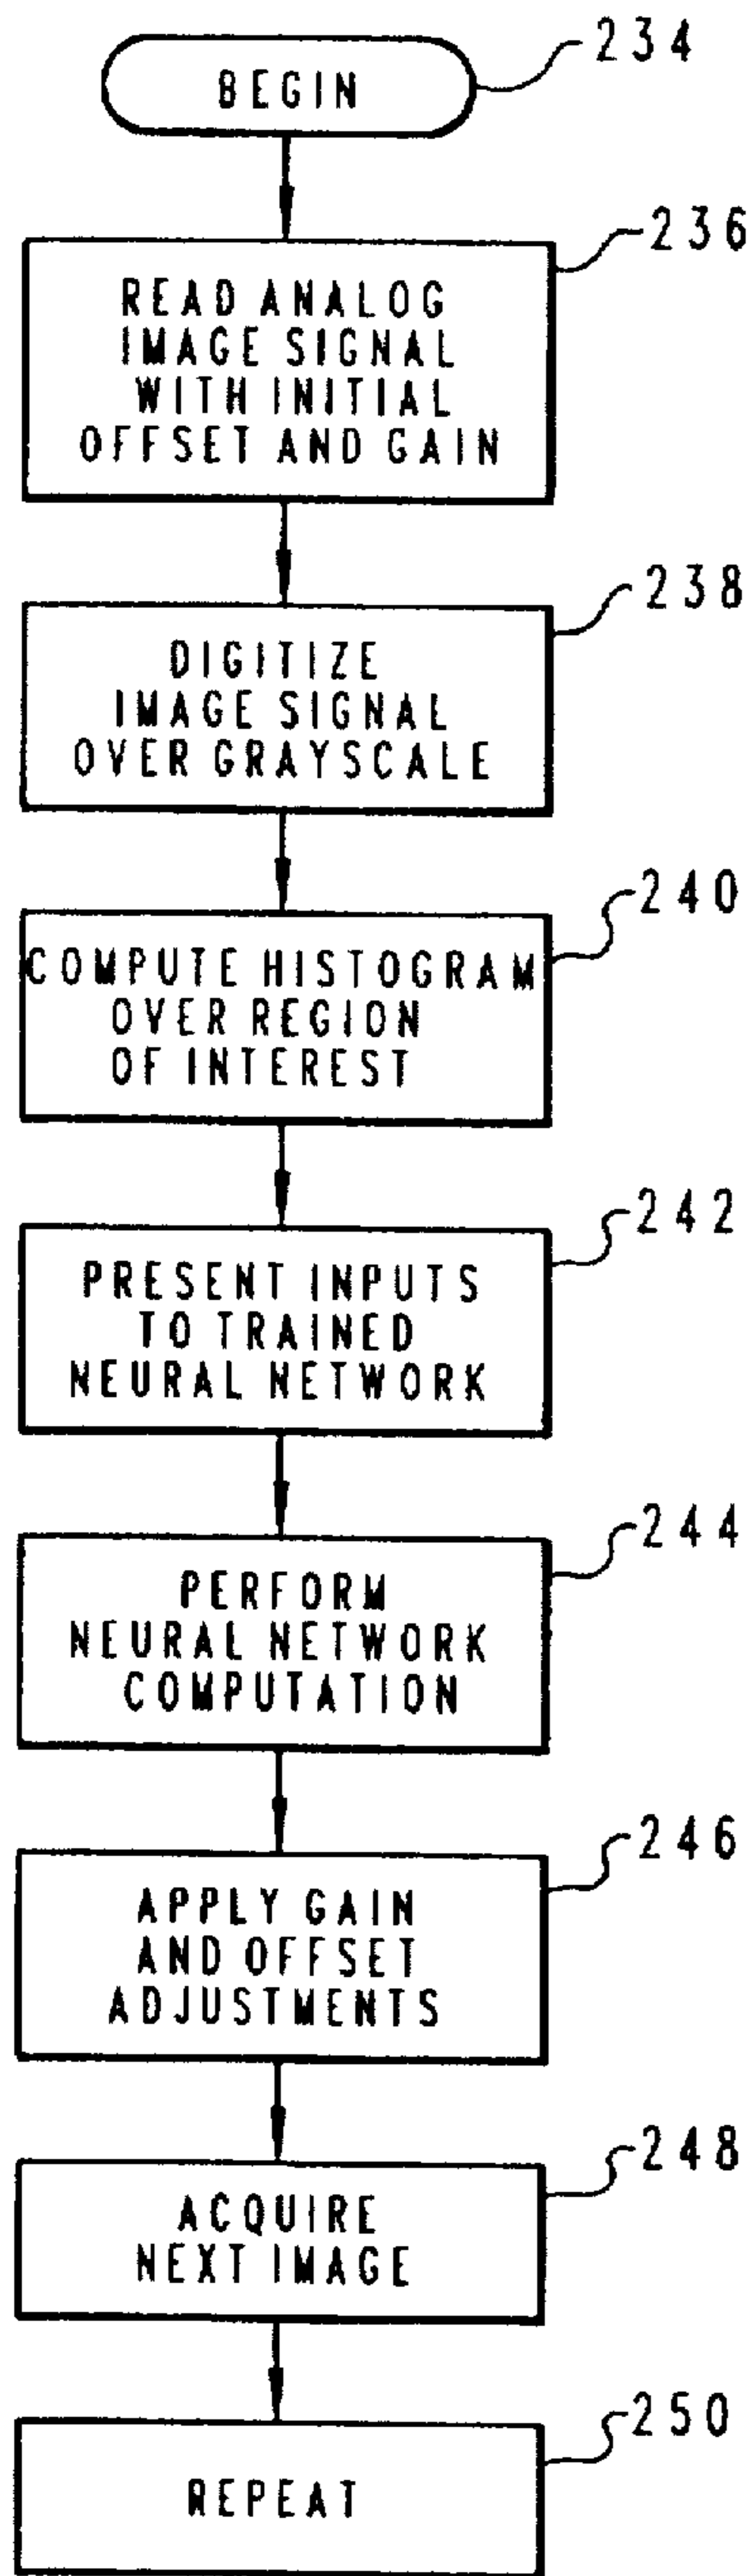 BEGIN
234
236
READ ANALOG
IMAGE SIGNAL
WITH INITIAL
OFFSET AND GAIN
238
DIGITIZE
IMAGE SIGNAL
OVER GRAYSCALE
240
COMPUTE HISTOGRAM
OVER REGION
OF INTEREST
242
PRESENT INPUTS
TO TRAINED
NEURAL NETWORK
244
PERFORM
NEURAL NETWORK
COMPUTATION
246
APPLY GAIN
AND OFFSET
ADJUSTMENTS
248
ACQUIRE
NEXT IMAGE
250
REPEAT